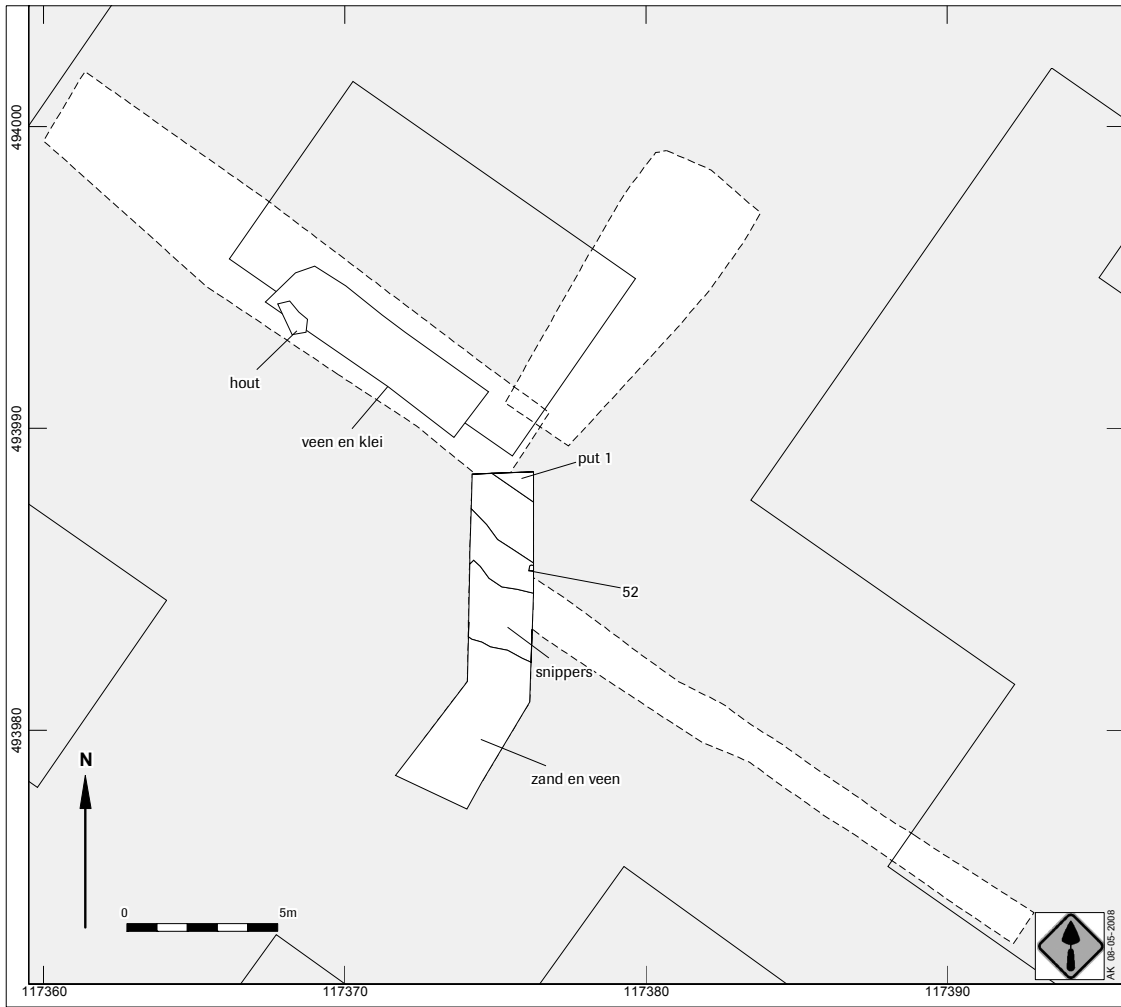 494000
hout
493990
veen en klei
put 1
52
snippers
493980
N
zand en veen
0 5m
AK 08-05-2008
117360 117370 117380 117390